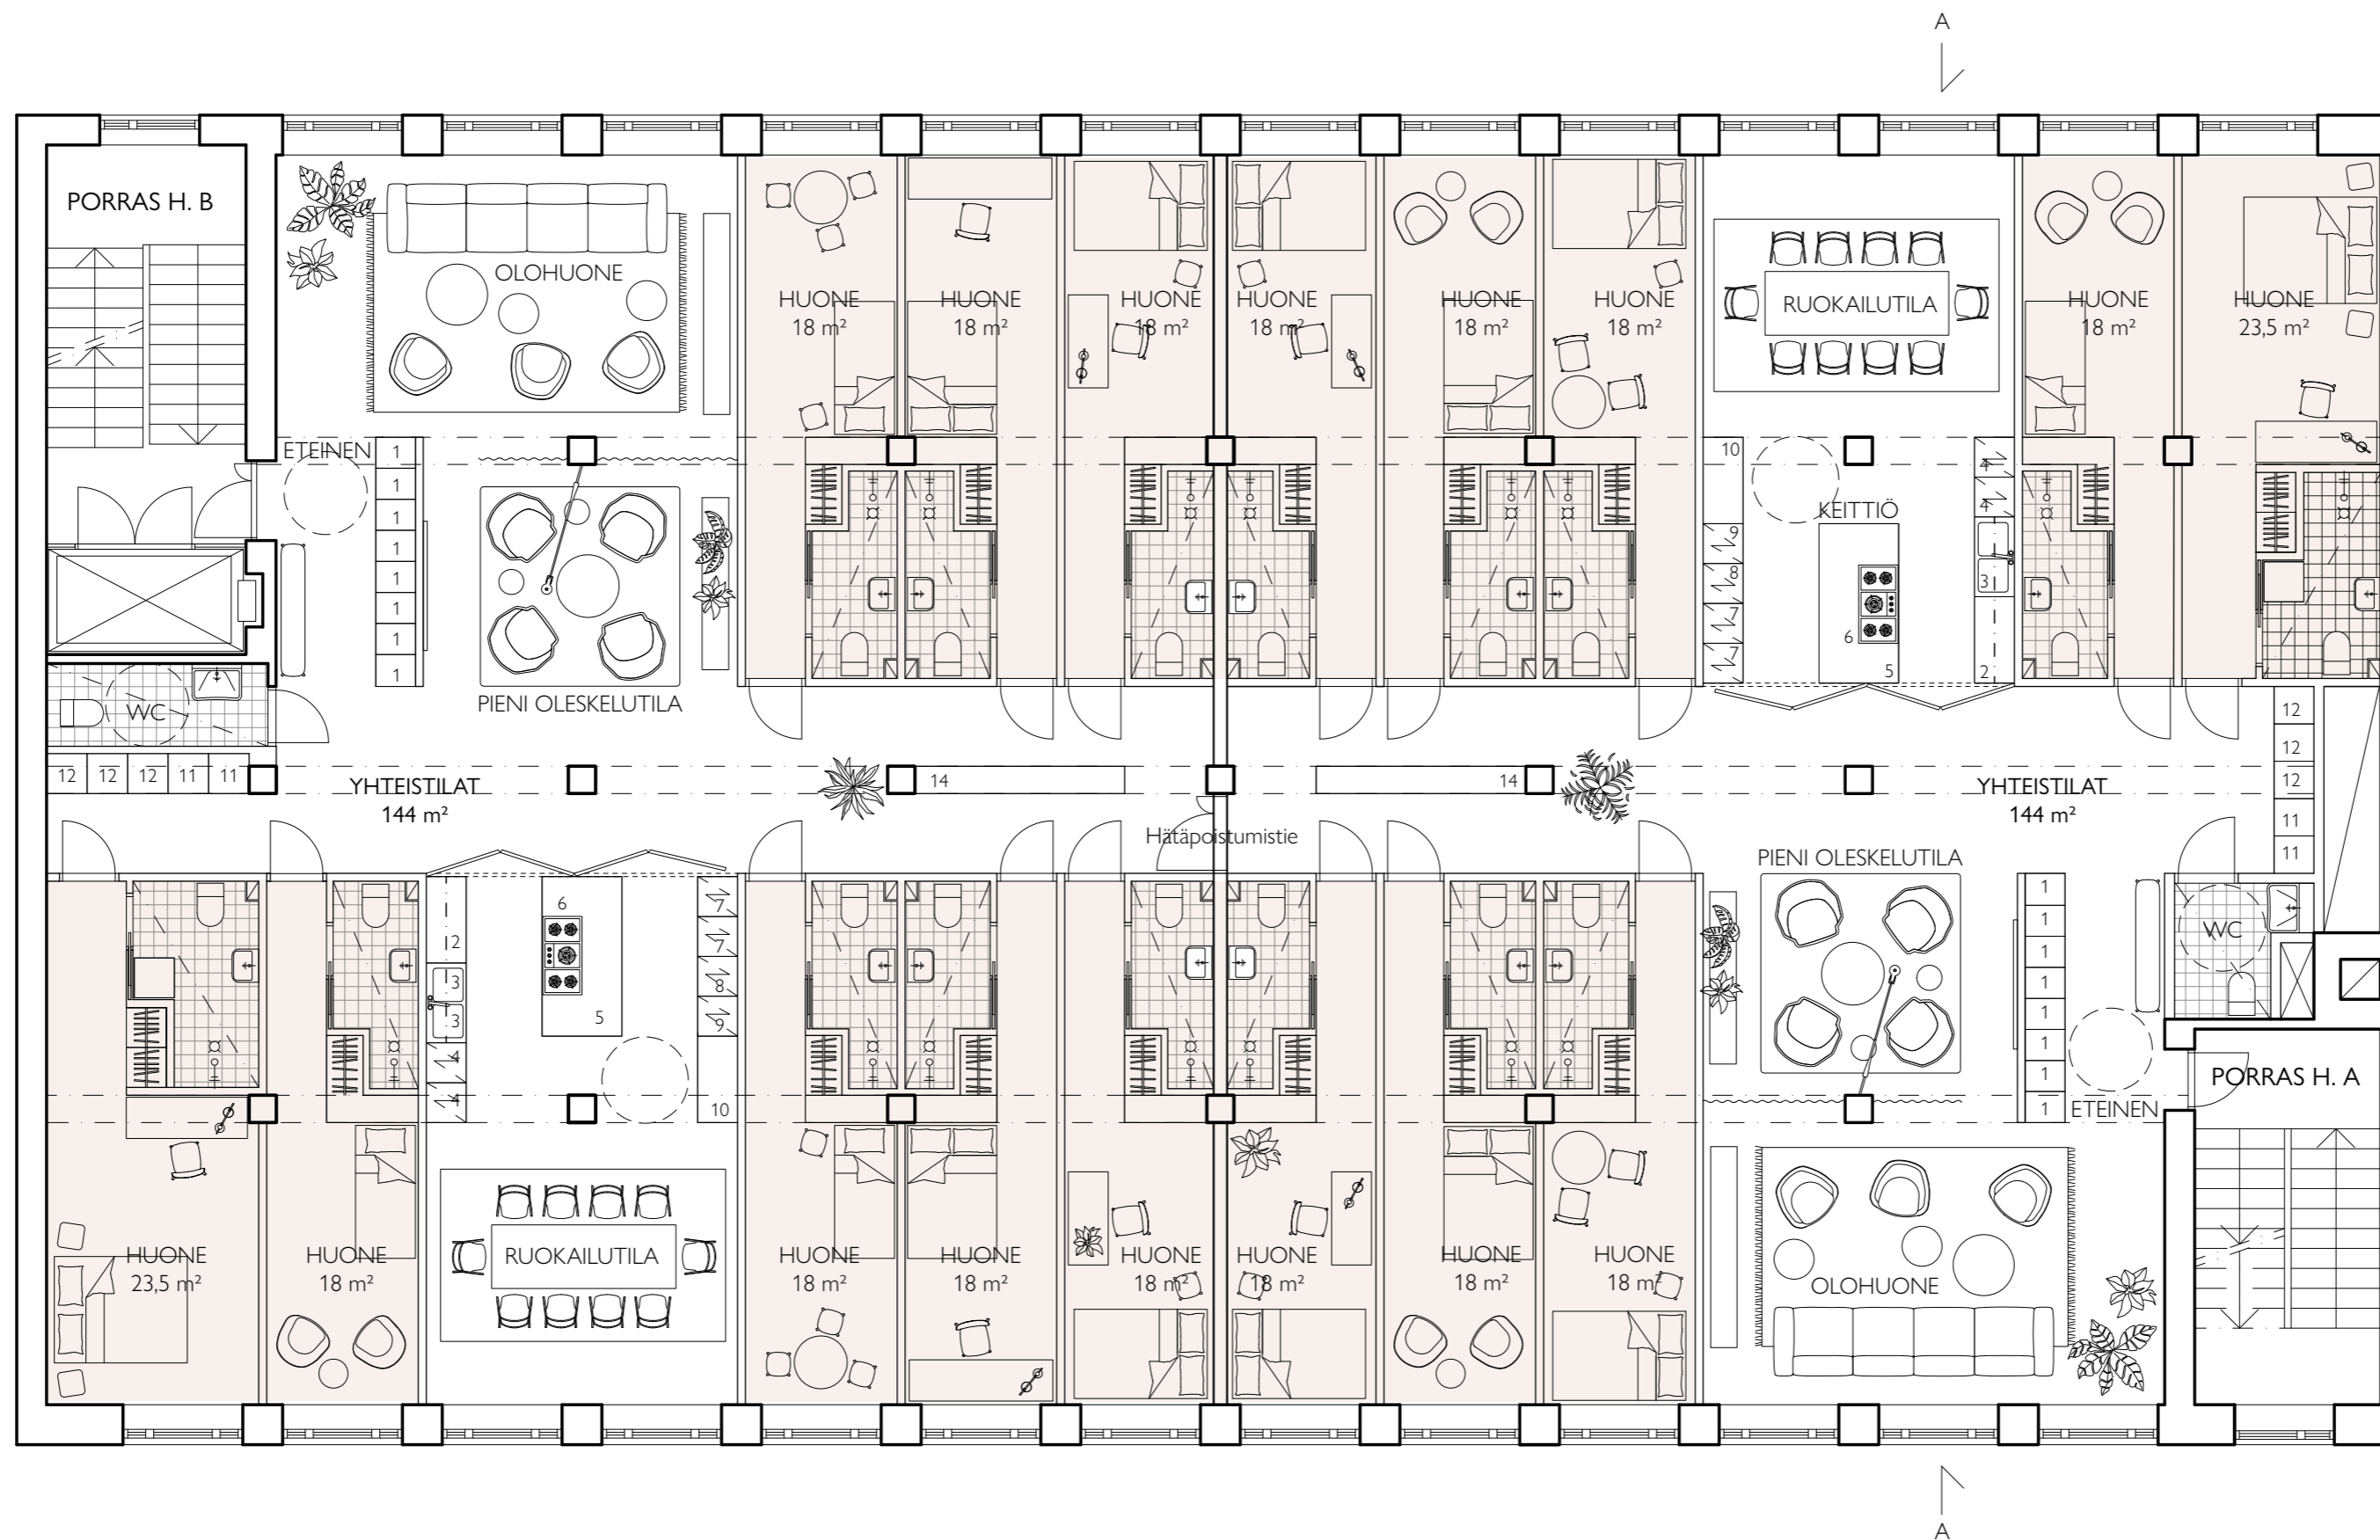 A
PORRAS H. B
OLOHUONE
HUONE
18 m²
HUONE
18 m²
HUONE
18 m²
HUONE
18 m²
HUONE
18 m²
HUONE
18 m²
RUOKAILUTILA
HUONE
18 m²
HUONE
23,5 m²
ETEINEN
1
1
1
1
1
1
1
1
PIENI OLESKELUTILA
WC
10
9
8
7
7
KEITTIÖ
6
5
4
4
3
2
12
12
12
11
11
12
12
12
11
11
YHTEISTILAT
144 m²
14
14
YHTEISTILAT
144 m²
Hätäpoistumistie
PIENI OLESKELUTILA
WC
2
3
3
4
4
6
5
7
7
8
9
10
1
1
1
1
1
1
1
1
ETEINEN
PORRAS H. A
HUONE
23,5 m²
HUONE
18 m²
RUOKAILUTILA
HUONE
18 m²
HUONE
18 m²
HUONE
18 m²
HUONE
18 m²
HUONE
18 m²
HUONE
18 m²
OLOHUONE
A